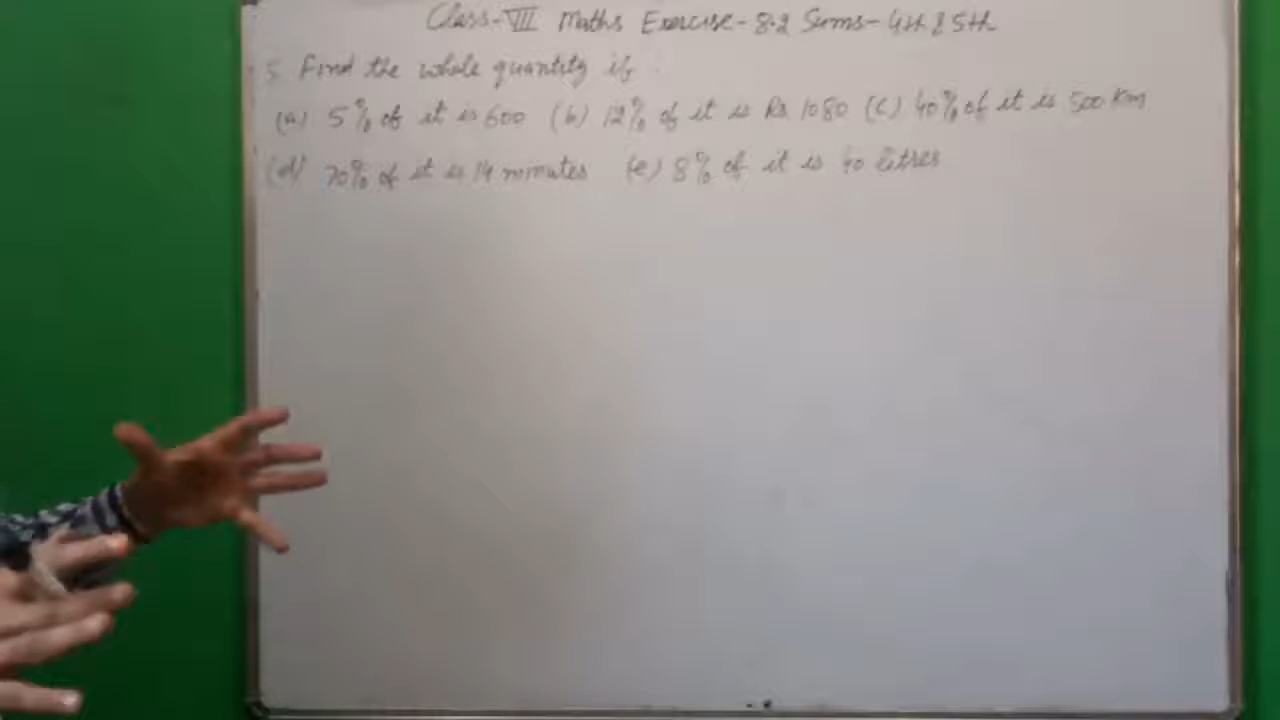 Class-VII Maths Exercise-8.2 Sums-4th & 5th
5. Find the whole quantity if
(a) 5% of it is 600 (b) 12% of it is Rs 1080 (c) 40% of it is 500 Km
(d) 70% of it is 14 minutes (e) 8% of it is 40 litres